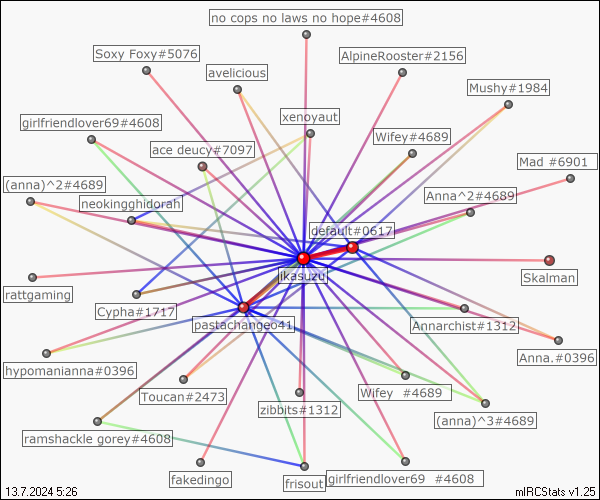 no cops no laws no hope#4608
Soxy Foxy#5076
AlpineRooster#2156
avelicious
Mushy#1984
xenoyaut
girlfriendlover69#4608
Wifey#4689
ace deucy#7097
Mad #6901
(anna)^2#4689
Anna^2#4689
neokingghidorah
default#0617
jikasuzu
Skalman
rattgaming
Cypha#1717
pastachangeo41
Annarchist#1312
hypomanianna#0396
Anna.#0396
Toucan#2473
Wifey #4689
zibbits#1312
(anna)^3#4689
ramshackle gorey#4608
fakedingo
frisout
girlfriendlover69 #4608
13.7.2024 5:26
mIRCStats v1.25